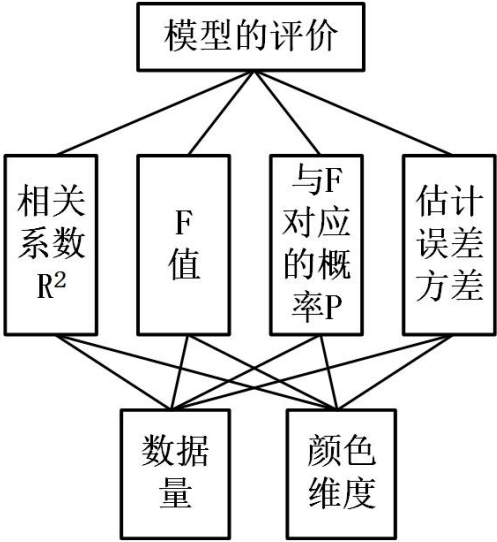 模型的评价
相关
系数
R²
F
值
与F
对应
的概
率P
估计
误差
方差
数据
量
颜色
维度